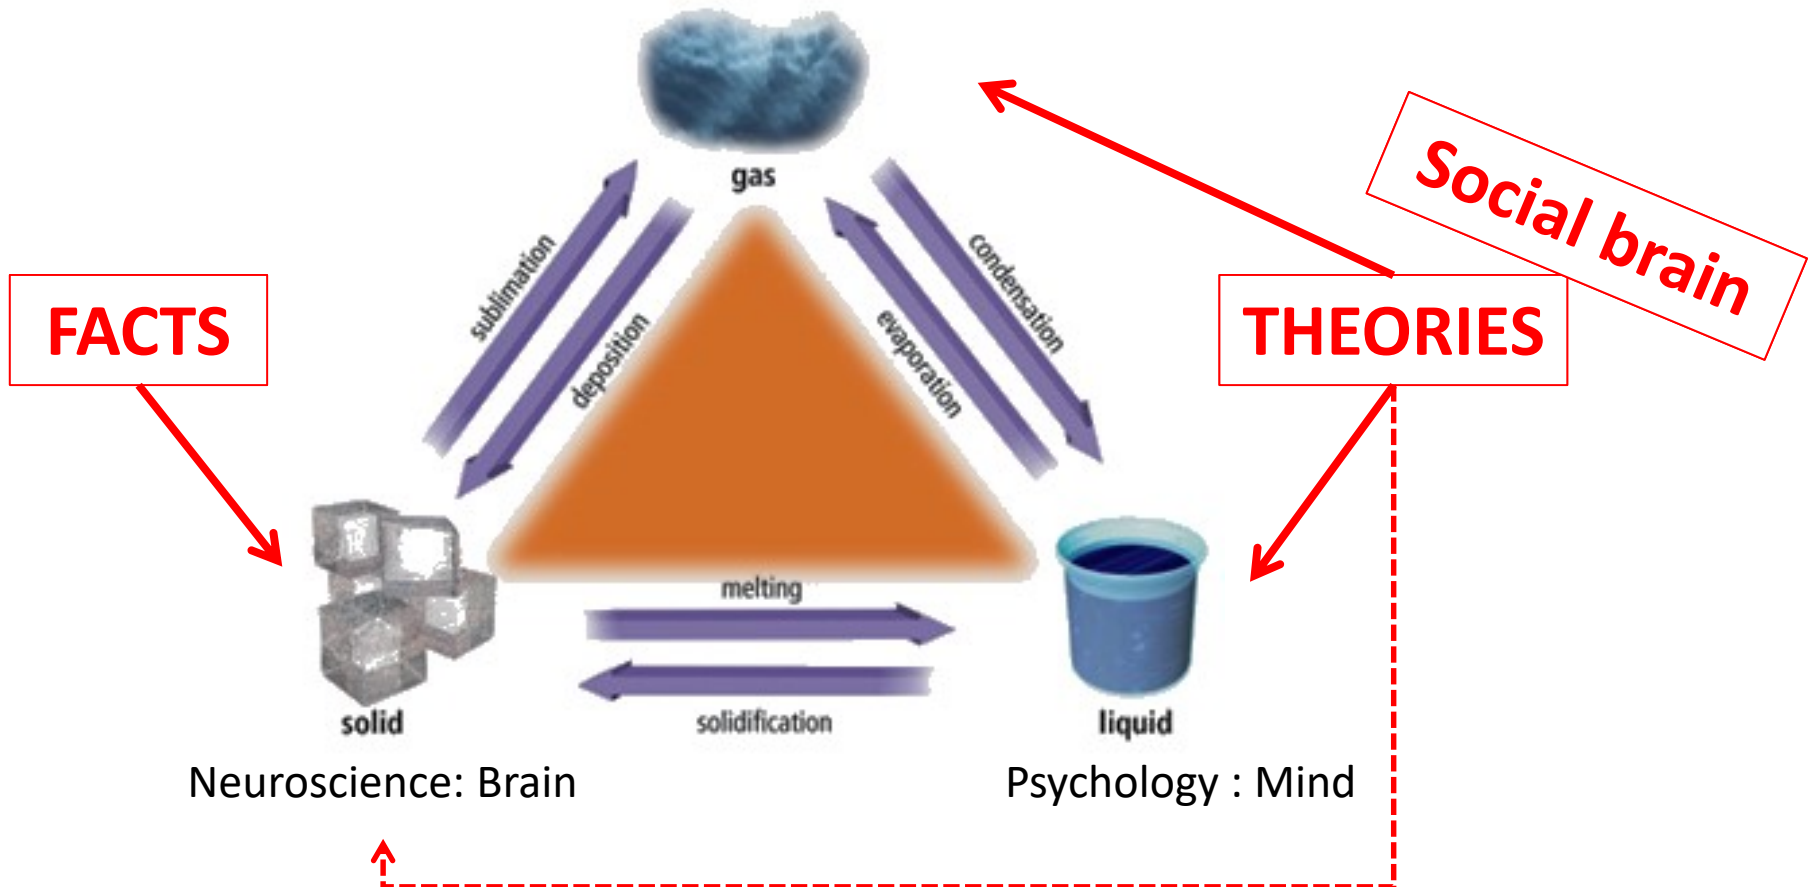 gas
Social brain
sublimation
deposition
condensation
evaporation
FACTS
THEORIES
melting
solidification
solid
liquid
Neuroscience: Brain
Psychology : Mind